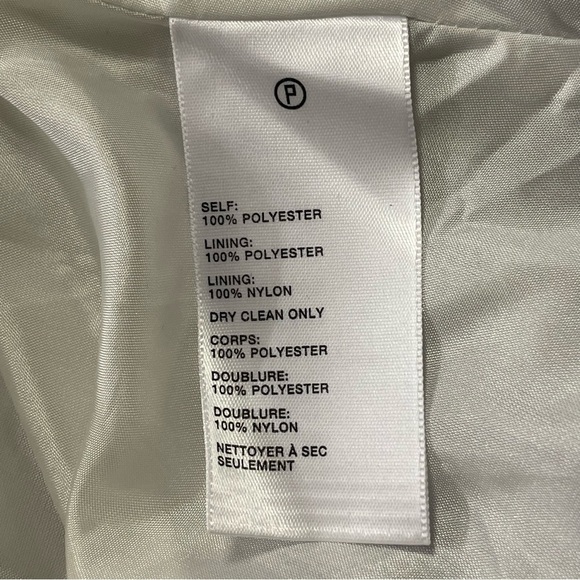 P
SELF:
100% POLYESTER
LINING:
100% POLYESTER
LINING:
100% NYLON
DRY CLEAN ONLY
CORPS:
100% POLYESTER
DOUBLURE:
100% POLYESTER
DOUBLURE:
100% NYLON
NETTOYER À SEC
SEULEMENT